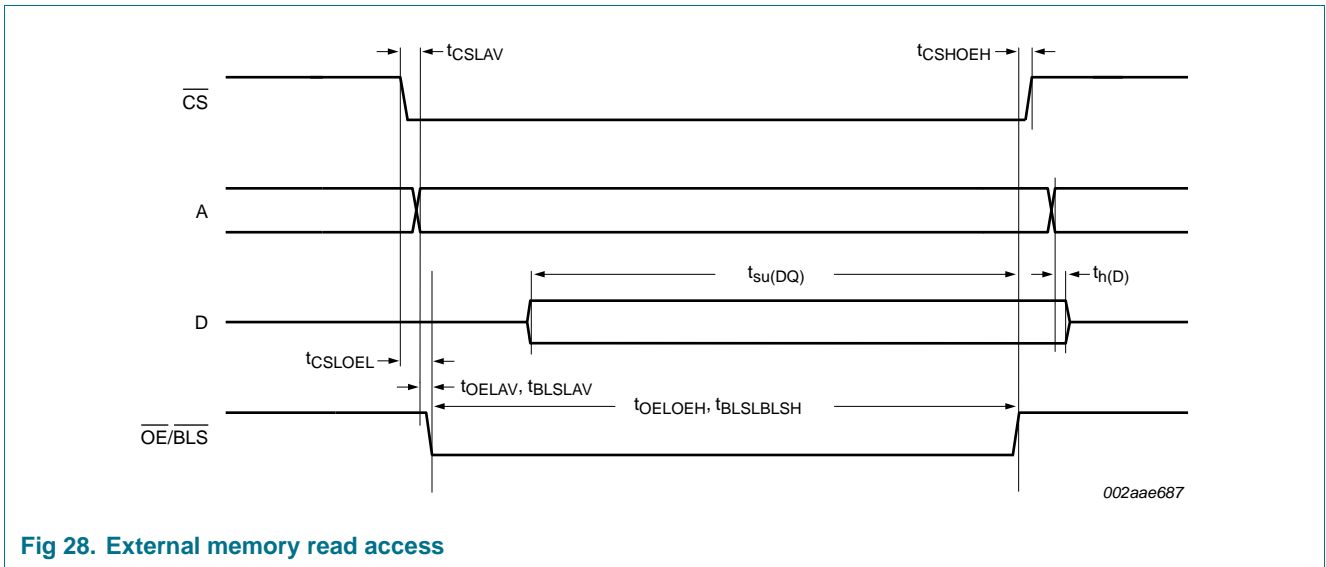 tCSLAV
tCSHOEH
CS
A
tsu(DQ)
th(D)
D
tCSLOEL
tOELAV, tBLSLAV
tOELOEH, tBLSLBLSH
OE/BLS
002aae687
Fig 28. External memory read access